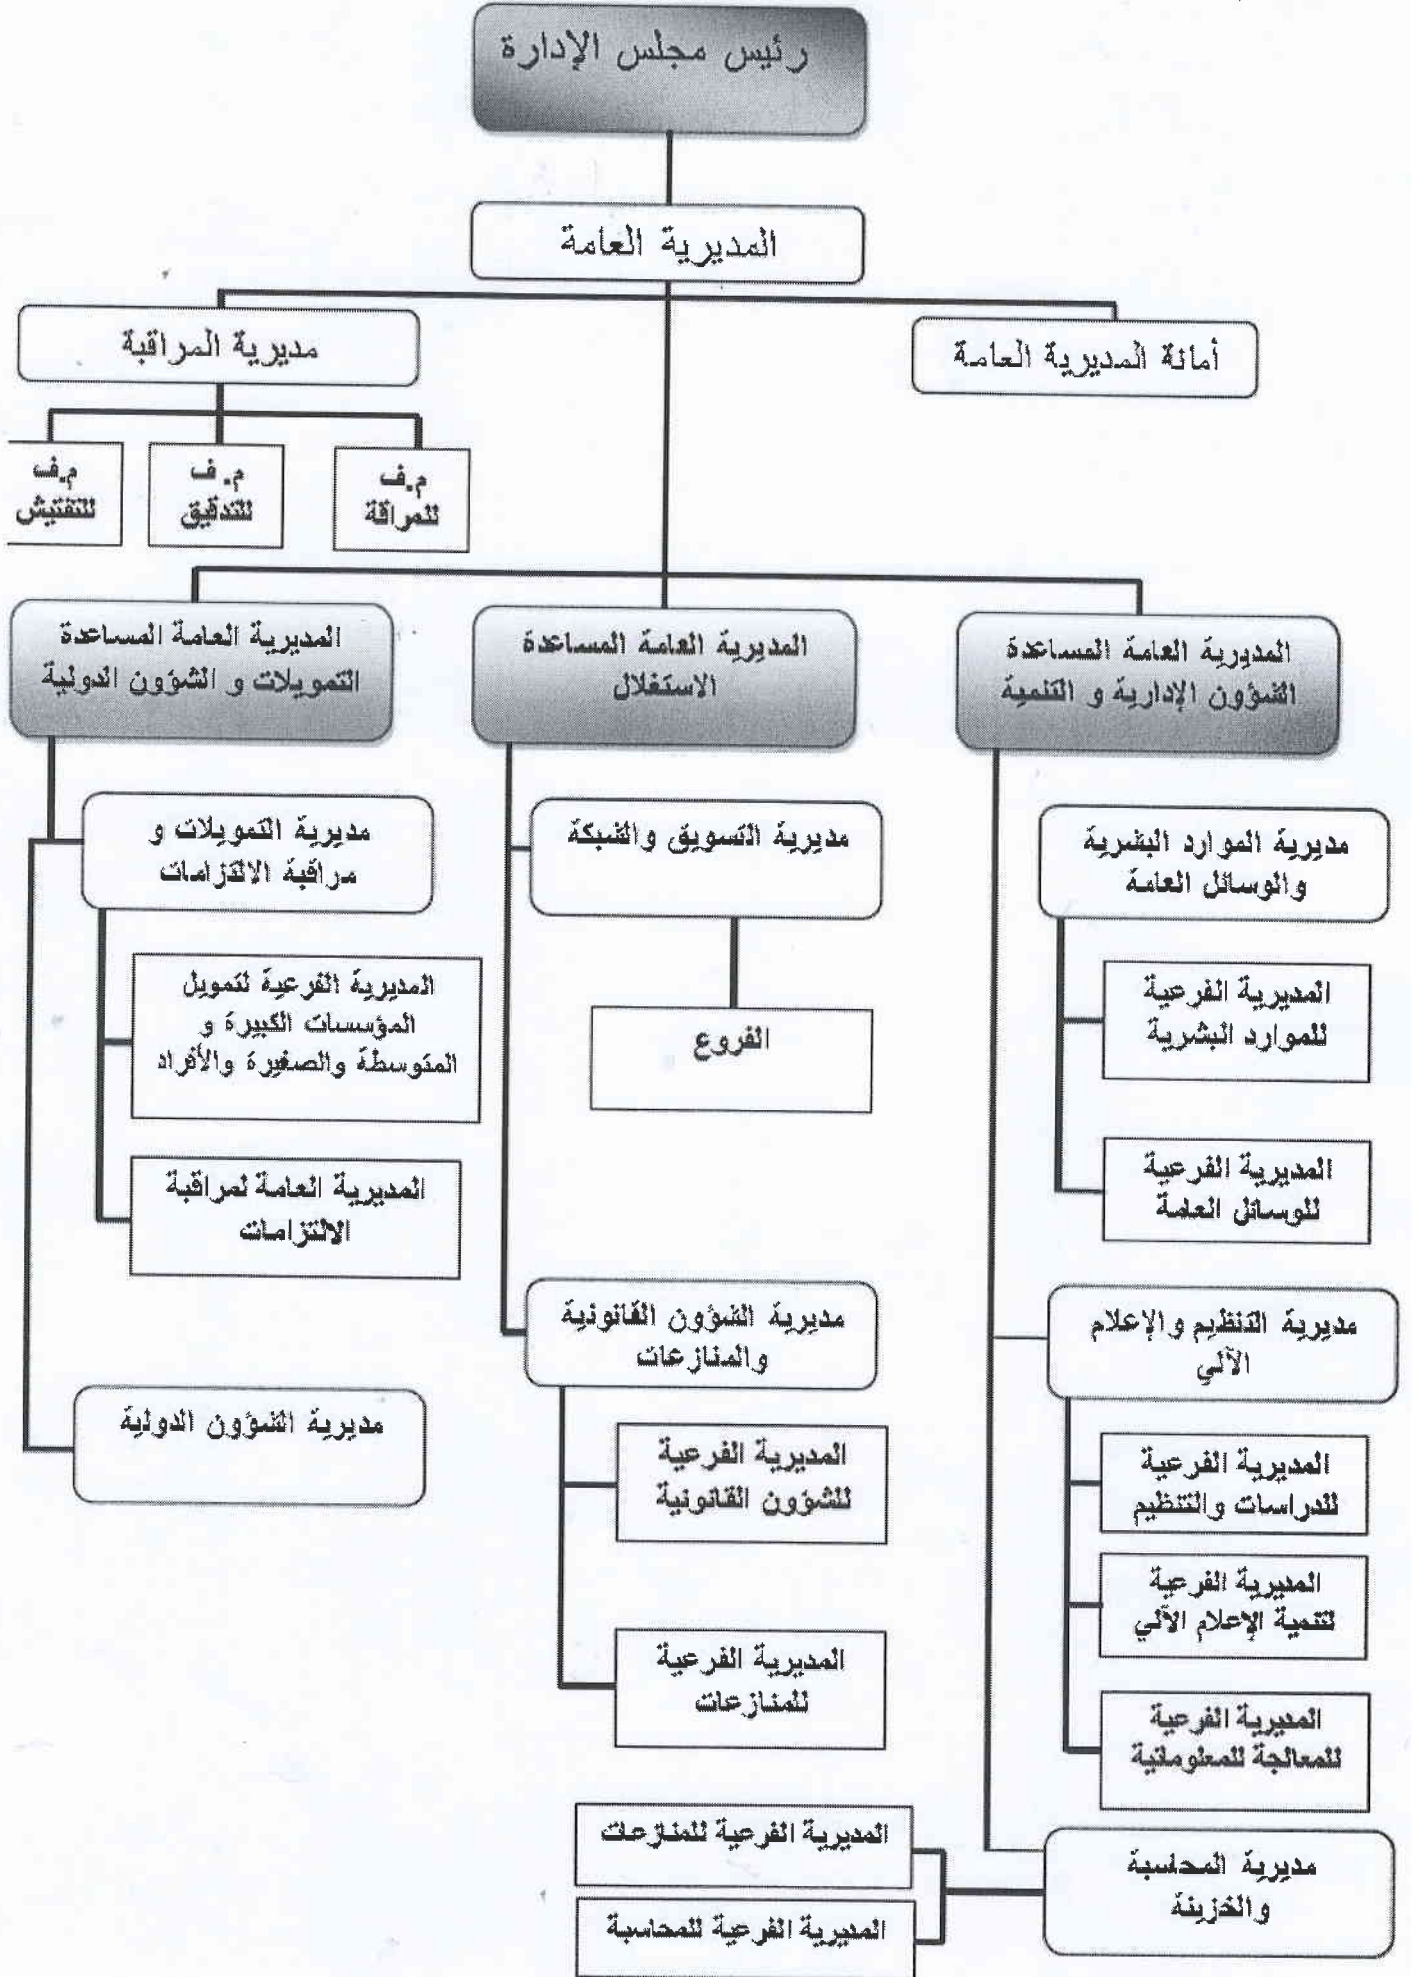 رئيس مجلس الإدارة
المديرية العامة
أمانة المديرية العامة
مديرية المراقبة
م.ف
للمراقة
م.ف
للتدقيق
م.ف
للتفتيش
المديرية العامة المساعدة
الشؤون الإدارية و التنمية
المديرية العامة المساعدة
الاستغلال
المديرية العامة المساعدة
التمويلات و الشؤون الدولية
مديرية الموارد البشرية
والوسائل العامة
المديرية الفرعية
للموارد البشرية
المديرية الفرعية
للوسائل العامة
مديرية التنظيم والإعلام
الآلي
المديرية الفرعية
للدراسات والتنظيم
المديرية الفرعية
لتنمية الإعلام الآلي
المديرية الفرعية
للمعالجة للمعلوماتية
مديرية المحاسبة
والخزينة
المديرية الفرعية للمنازعات
المديرية الفرعية للمحاسبة
مديرية التسويق والشبكة
الفروع
مديرية الشؤون القانونية
والمنازعات
المديرية الفرعية
للشؤون القانونية
المديرية الفرعية
للمنازعات
مديرية التمويلات و
مراقبة الالتزامات
المديرية الفرعية لتمويل
المؤسسات الكبيرة و
المتوسطة والصغيرة والأفراد
المديرية العامة لمراقبة
الالتزامات
مديرية الشؤون الدولية